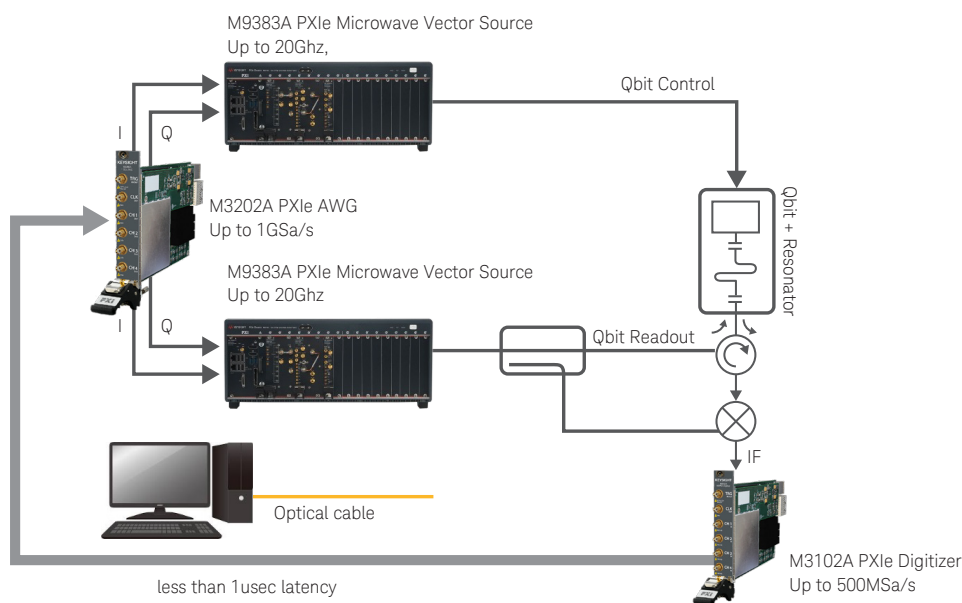 M9383A PXIe Microwave Vector Source
Up to 20Ghz,
Qbit Control
I
Q
KEYSIGHT
M3202A PXIe AWG
Up to 1GSa/s
Qbit + Resonator
M9383A PXIe Microwave Vector Source
Up to 20Ghz
I
Q
Qbit Readout
IF
Optical cable
KEYSIGHT
M3102A PXIe Digitizer
Up to 500MSa/s
less than 1usec latency